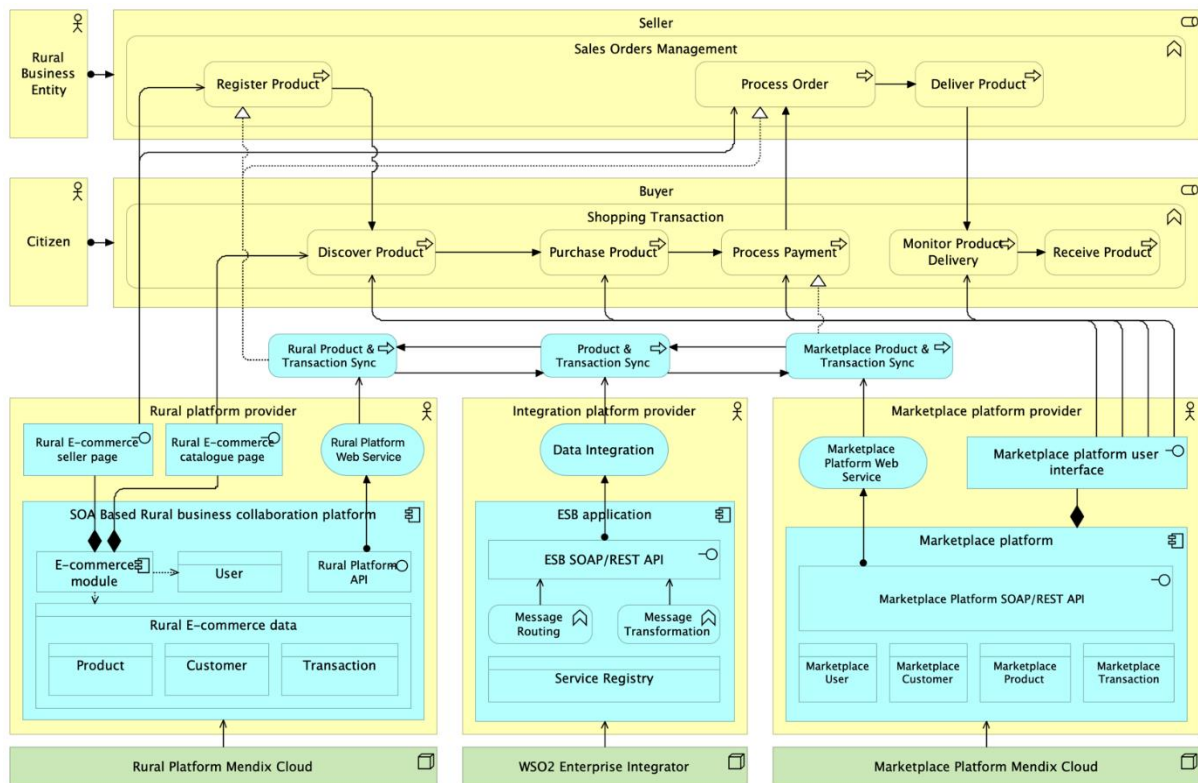 Seller
Rural
Business
Entity
Sales Orders Management
Register Product
Process Order
Deliver Product
Buyer
Citizen
Shopping Transaction
Discover Product
Purchase Product
Process Payment
Monitor Product
Delivery
Receive Product
Rural Product &
Transaction Sync
Product &
Transaction Sync
Marketplace Product &
Transaction Sync
Rural platform provider
Rural E-commerce
seller page
Rural E-commerce
catalogue page
Rural Platform
Web Service
SOA Based Rural business collaboration platform
E-commerce
module
User
Rural Platform
API
Rural E-commerce data
Product
Customer
Transaction
Integration platform provider
Data Integration
ESB application
ESB SOAP/REST API
Message
Routing
Message
Transformation
Service Registry
Marketplace platform provider
Marketplace
Platform Web
Service
Marketplace platform user
interface
Marketplace platform
Marketplace Platform SOAP/REST API
Marketplace
User
Marketplace
Customer
Marketplace
Product
Marketplace
Transaction
Rural Platform Mendix Cloud
WSO2 Enterprise Integrator
Marketplace Platform Mendix Cloud